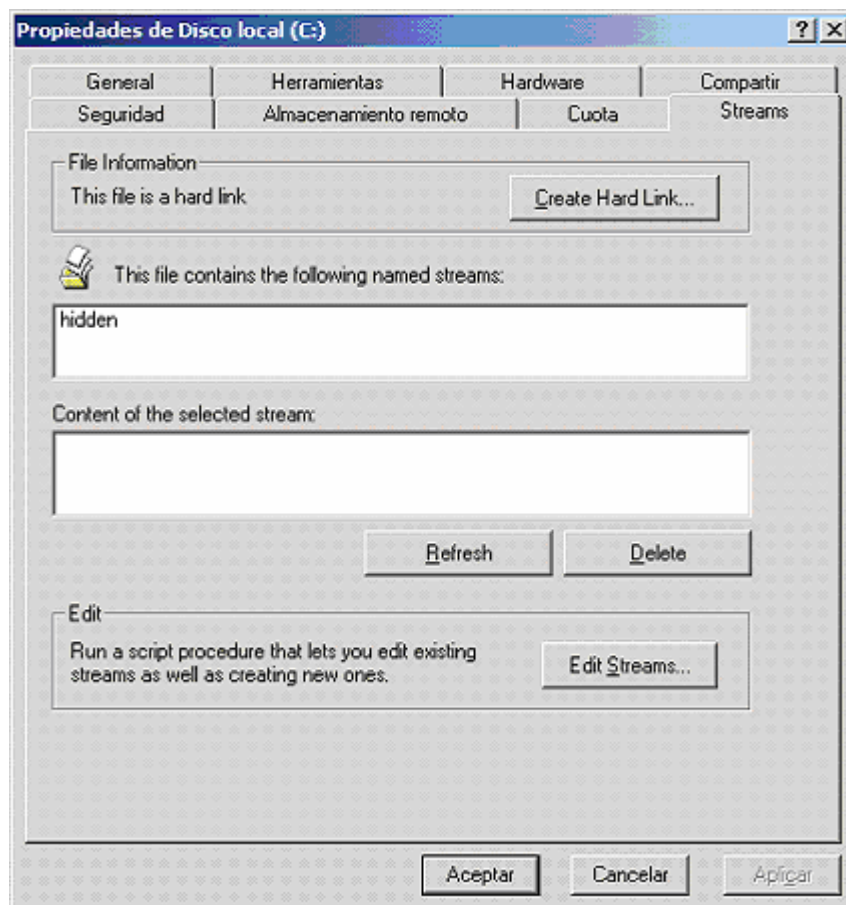 Propiedades de Disco local (C:)
General Herramientas Hardware Compartir
Seguridad Almacenamiento remoto Cuota Streams
File Information
This file is a hard link
Create Hard Link...
This file contains the following named streams:
hidden
Content of the selected stream:
Refresh Delete
Edit
Run a script procedure that lets you edit existing
streams as well as creating new ones.
Edit Streams...
Aceptar Cancelar Aplicar